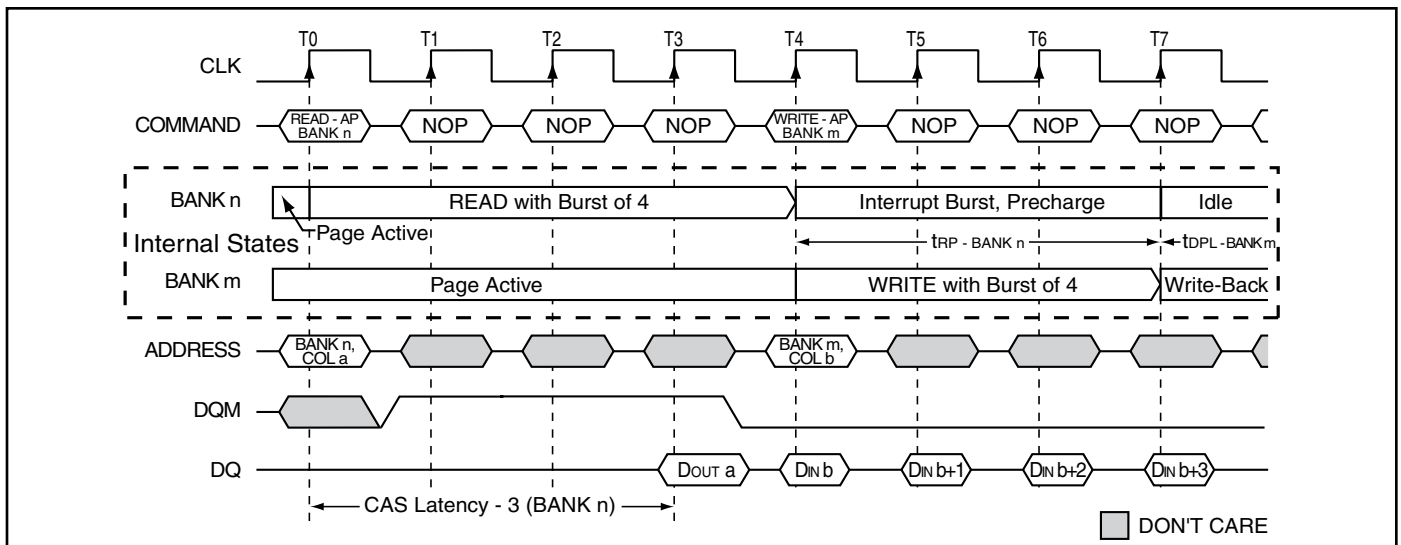 T0 T1 T2 T3 T4 T5 T6 T7
CLK
COMMAND READ - AP BANK n NOP NOP NOP WRITE - AP BANK m NOP NOP NOP
BANK n READ with Burst of 4 Interrupt Burst, Precharge Idle
Internal States Page Active tRP - BANK n tDPL - BANK m
BANK m Page Active WRITE with Burst of 4 Write-Back
ADDRESS BANK n, COL a BANK m, COL b
DQM
DQ DOUT a DIN b DIN b+1 DIN b+2 DIN b+3
CAS Latency - 3 (BANK n)
DON'T CARE